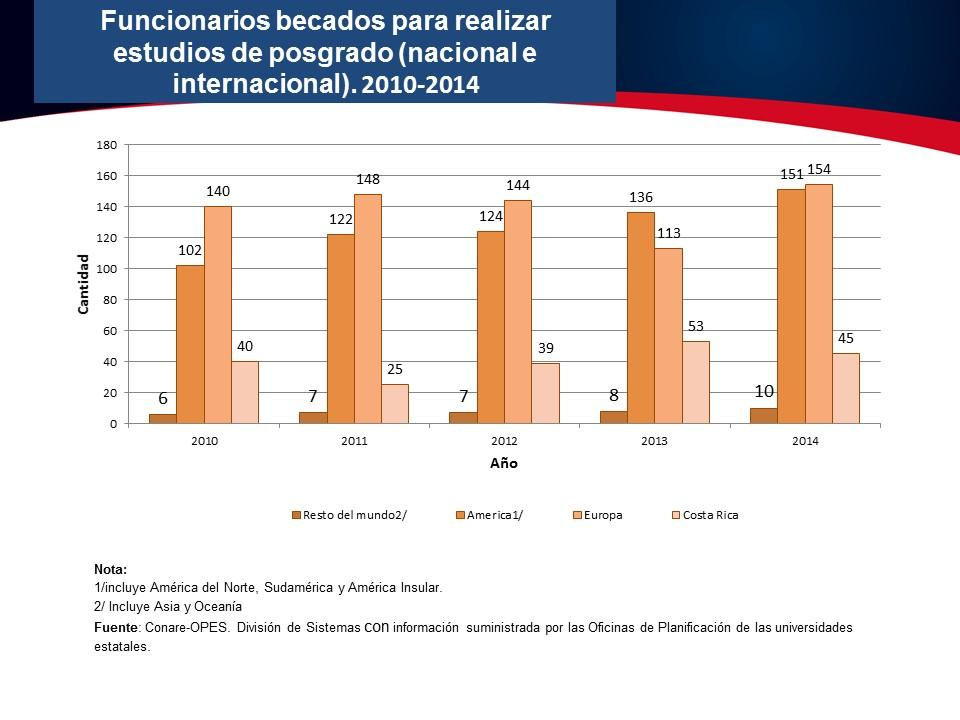 Funcionarios becados para realizar
estudios de posgrado (nacional e
internacional). 2010-2014
180
160
140
120
100
80
60
40
20
0
Cantidad
6
102
140
40
7
122
148
25
7
124
144
39
8
136
113
53
10
151
154
45
2010
2011
2012
2013
2014
Año
Resto del mundo2/
America1/
Europa
Costa Rica
Nota:
1/incluye América del Norte, Sudamérica y América Insular.
2/ Incluye Asia y Oceanía
Fuente: Conare-OPES. División de Sistemas con información suministrada por las Oficinas de Planificación de las universidades
estatales.